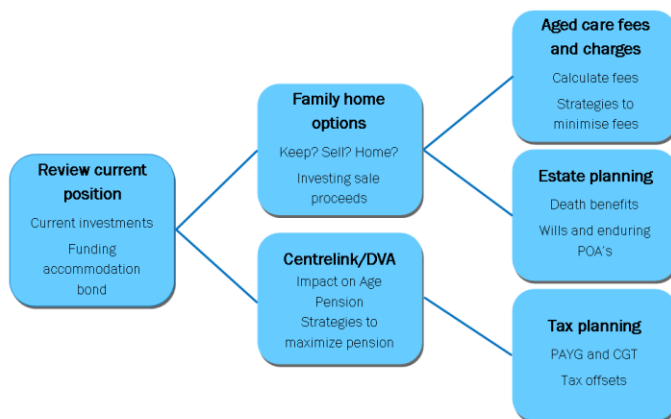 Review current
position
Current investments
Funding
accommodation
bond
Family home
options
Keep? Sell? Home?
Investing sale
proceeds
Centrelink/DVA
Impact on Age
Pension
Strategies to
maximize pension
Aged care fees
and charges
Calculate fees
Strategies to
minimise fees
Estate planning
Death benefits
Wills and enduring
POA's
Tax planning
PAYG and CGT
Tax offsets